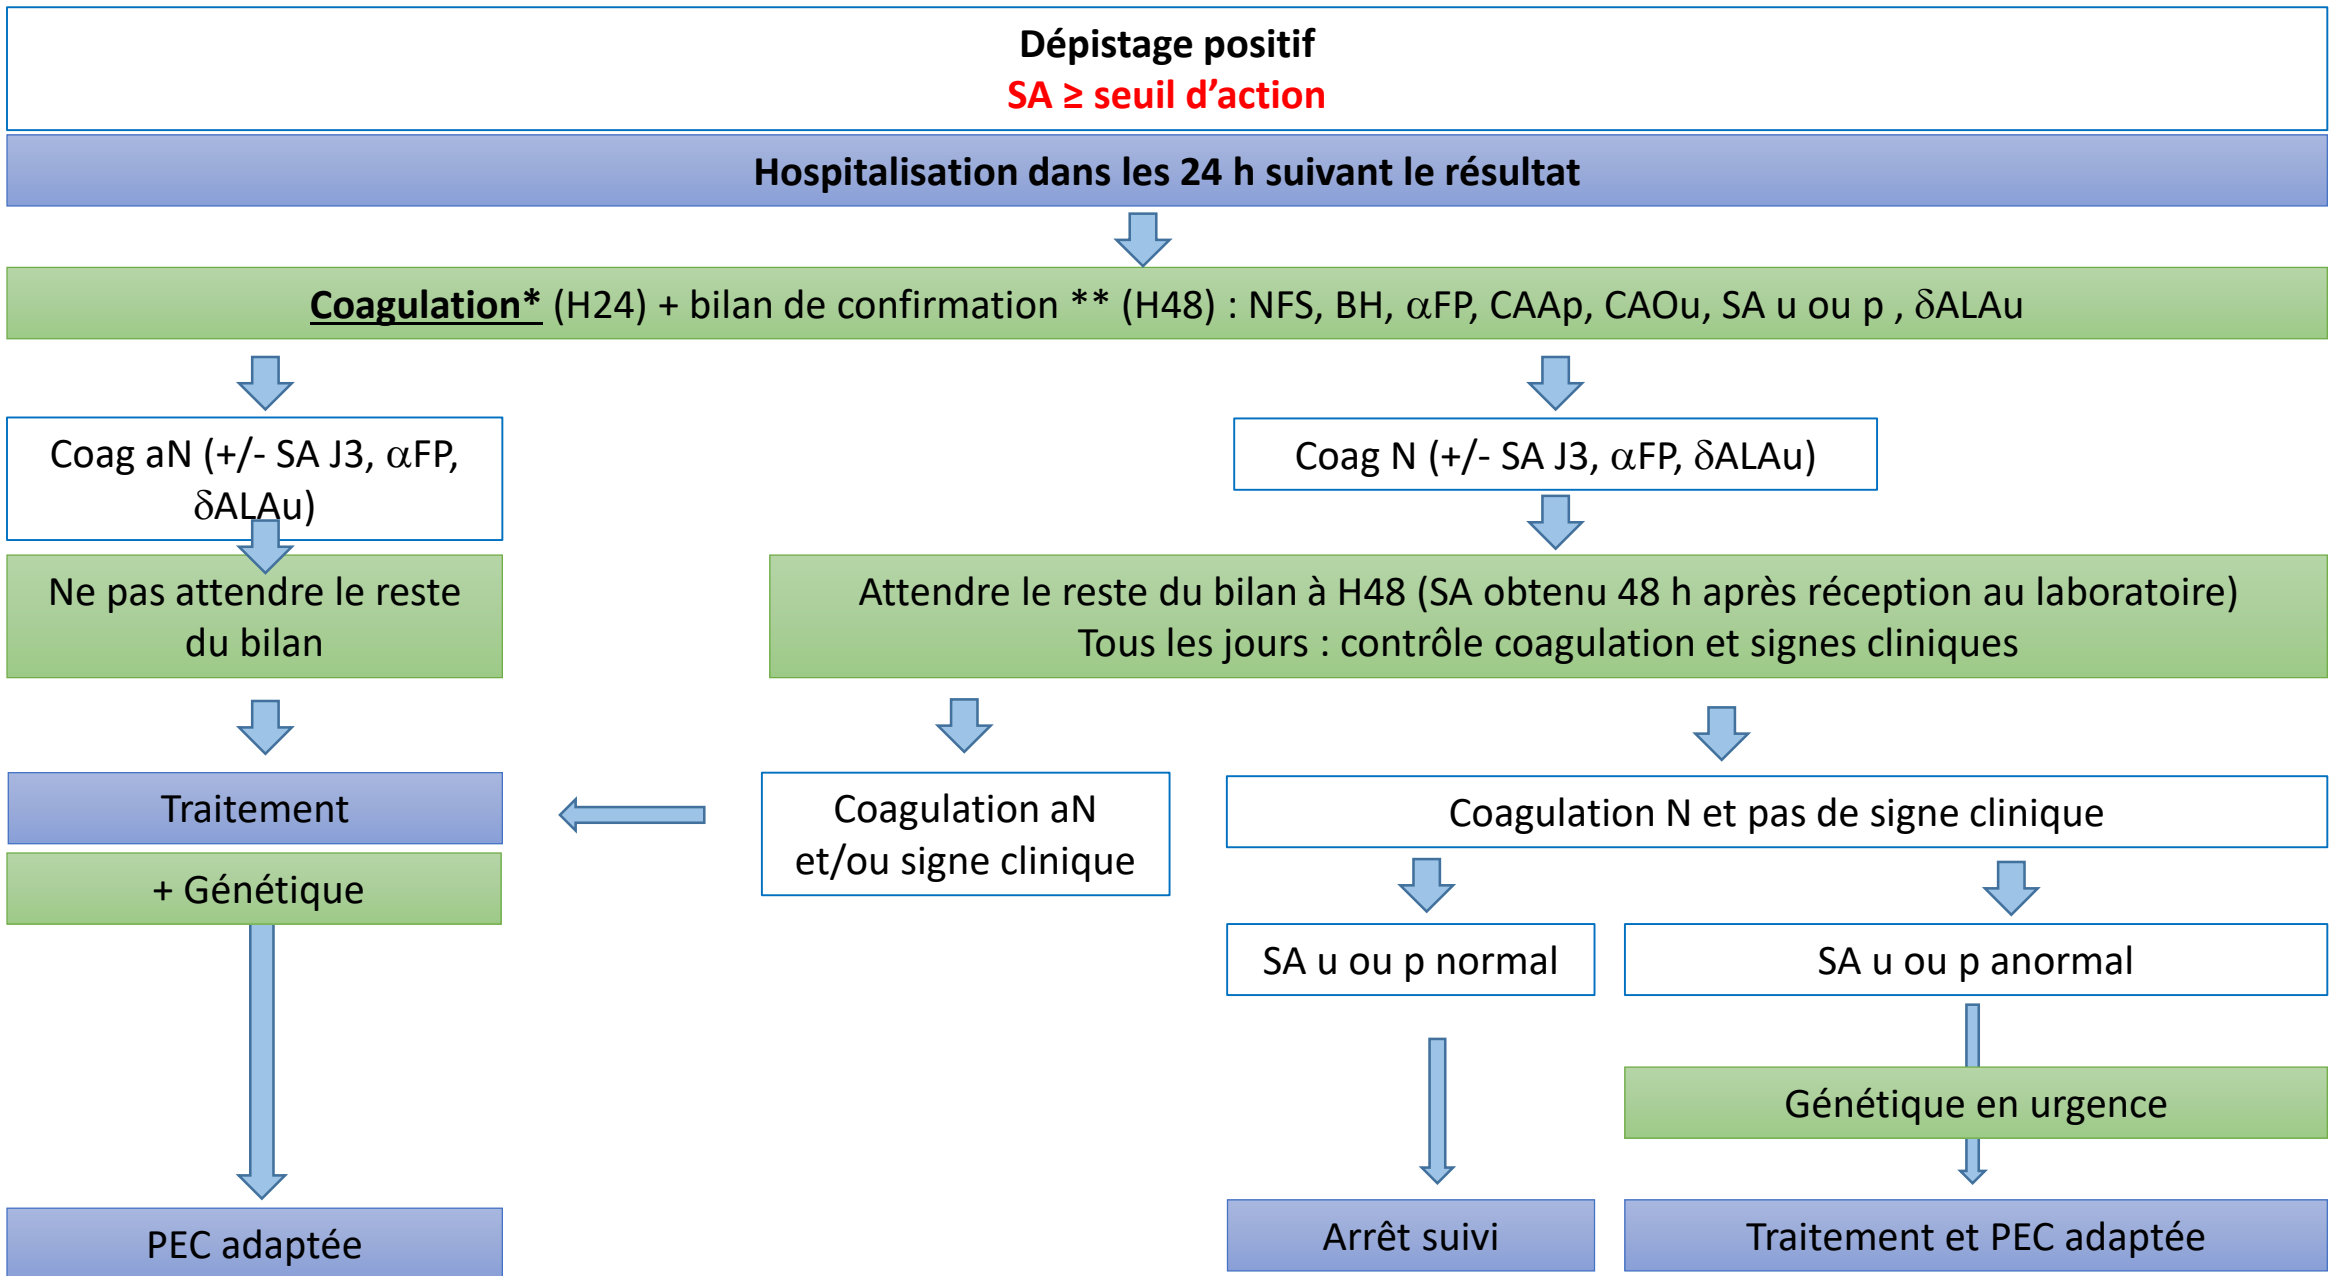 Dépistage positif
SA ≥ seuil d'action
Hospitalisation dans les 24 h suivant le résultat
Coagulation* (H24) + bilan de confirmation ** (H48) : NFS, BH, αFP, CAAp, CAOu, SA u ou p , δALAu
Coag aN (+/- SA J3, αFP,
δALAu)
Coag N (+/- SA J3, αFP, δALAu)
Ne pas attendre le reste
du bilan
Attendre le reste du bilan à H48 (SA obtenu 48 h après réception au laboratoire)
Tous les jours : contrôle coagulation et signes cliniques
Traitement
+ Génétique
Coagulation aN
et/ou signe clinique
Coagulation N et pas de signe clinique
SA u ou p normal
SA u ou p anormal
Génétique en urgence
PEC adaptée
Arrêt suivi
Traitement et PEC adaptée